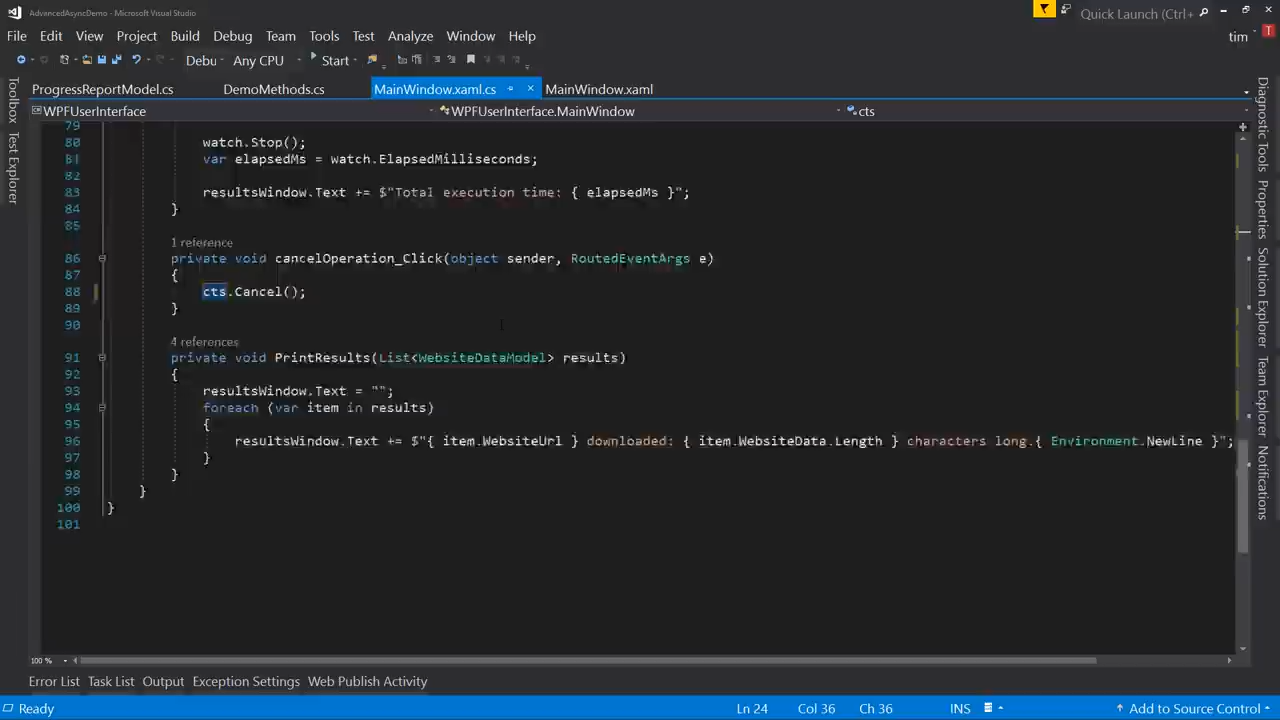 AdvancedAsyncDemo - Microsoft Visual Studio
Quick Launch (Ctrl+
File Edit View Project Build Debug Team Tools Test Analyze Window Help
tim T
Debu Any CPU Start
ProgressReportModel.cs DemoMethods.cs MainWindow.xaml.cs MainWindow.xaml
WPFUserInterface WPFUserInterface.MainWindow cts
79
80 watch.Stop();
81 var elapsedMs = watch.ElapsedMilliseconds;
82
83 resultsWindow.Text += $"Total execution time: { elapsedMs }";
84 }
85
1 reference
86 private void cancelOperation_Click(object sender, RoutedEventArgs e)
87 {
88 cts.Cancel();
89 }
90
4 references
91 private void PrintResults(List<WebsiteDataModel> results)
92 {
93 resultsWindow.Text = "";
94 foreach (var item in results)
95 {
96 resultsWindow.Text += $"{ item.WebsiteUrl } downloaded: { item.WebsiteData.Length } characters long.{ Environment.NewLine }";
97 }
98 }
99 }
100 }
101
100 %
Toolbox
Test Explorer
Diagnostic Tools
Properties
Solution Explorer
Team Explorer
Notifications
Error List Task List Output Exception Settings Web Publish Activity
Ready Ln 24 Col 36 Ch 36 INS Add to Source Control